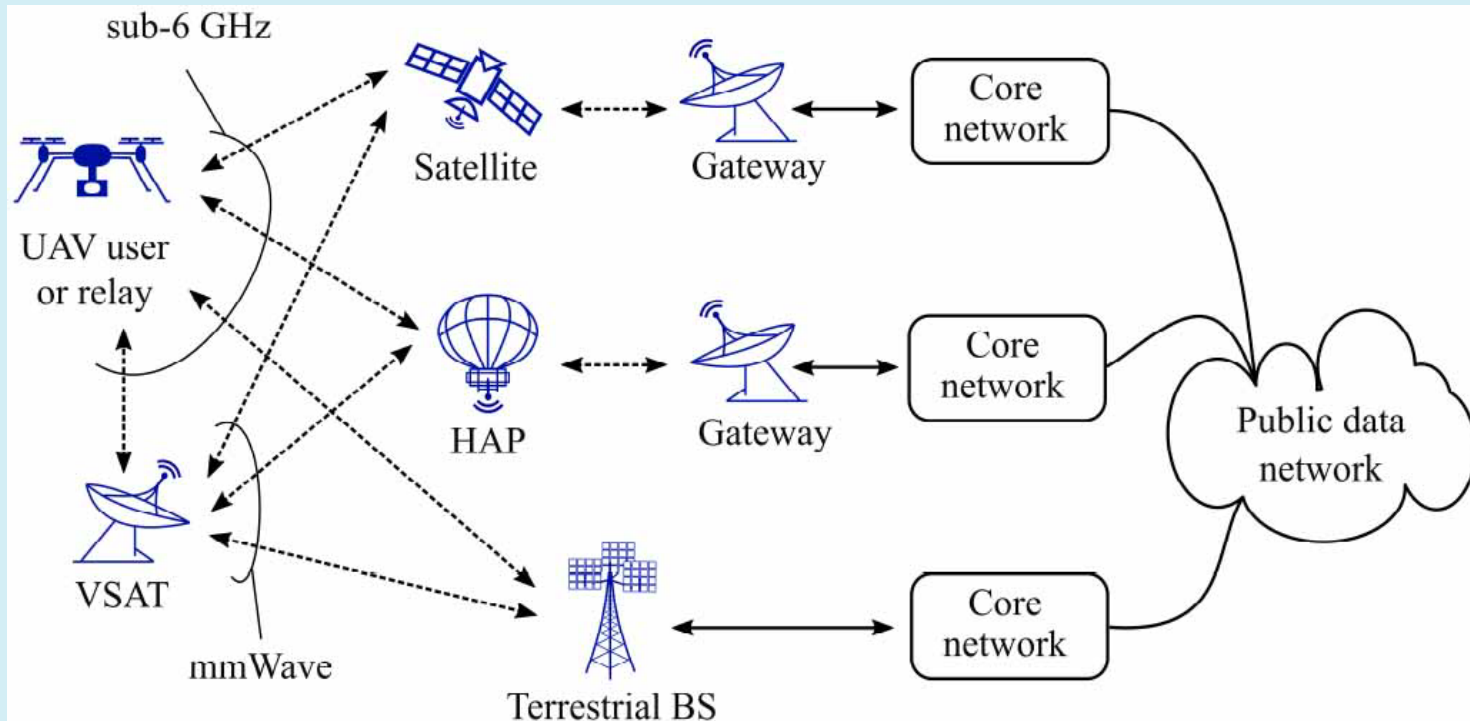 sub-6 GHz
UAV user
or relay
VSAT
mmWave
Satellite
Gateway
Core
network
HAP
Gateway
Core
network
Terrestrial BS
Core
network
Public data
network